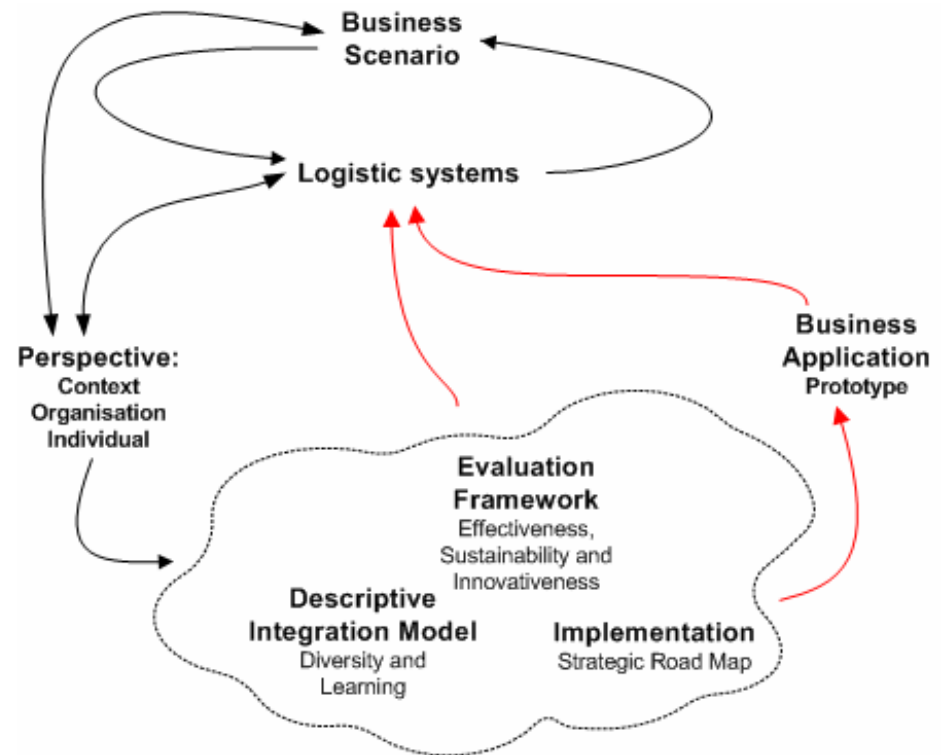 Business
Scenario
Logistic systems
Business
Application
Prototype
Perspective:
Context
Organisation
Individual
Evaluation
Framework
Effectiveness,
Sustainability and
Innovativeness
Descriptive
Integration Model
Diversity and
Learning
Implementation
Strategic Road Map